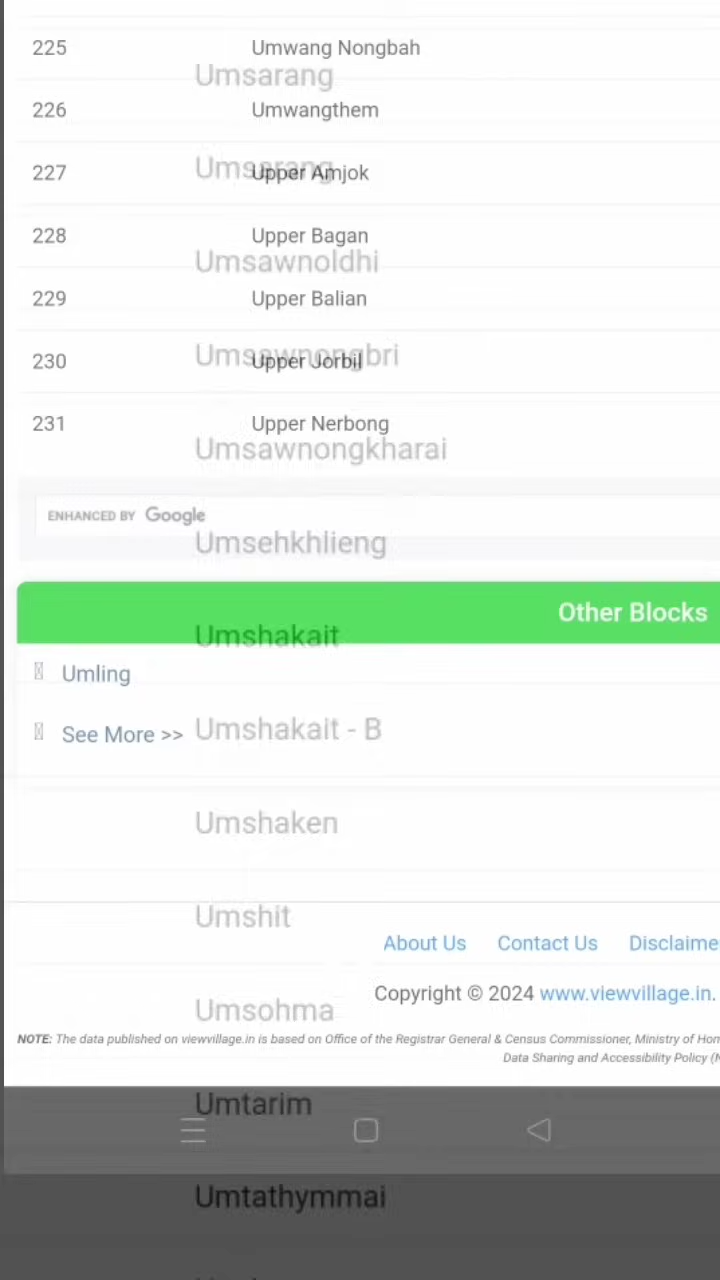 225 Umwang Nongbah
Umsarang
226 Umwangthem
Umsarang
227 Upper Amjok
228 Upper Bagan
Umsawnoldhi
229 Upper Balian
Umsawnongbri
230 Upper Jorbil
231 Upper Nerbong
Umsawnongkharai
ENHANCED BY Google
Umsehkhlieng
Other Blocks
Umshakait
Umling
See More >>
Umshakait - B
Umshaken
Umshit
About Us Contact Us Disclaime
Copyright © 2024 www.viewvillage.in.
Umsohma
NOTE: The data published on viewvillage.in is based on Office of the Registrar General & Census Commissioner, Ministry of Hom
Data Sharing and Accessibility Policy (N
Umtarim
Umtathymmai